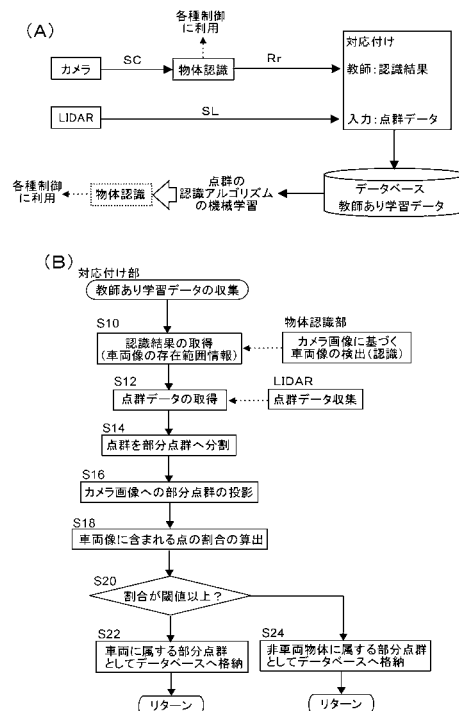 (A)
各種制御
に利用
カメラ
SC
物体認識
Rr
対応付け
教師:認識結果
LIDAR
SL
入力:点群データ
各種制御
に利用
物体認識
点群の
認識アルゴリズム
の機械学習
データベース
教師あり学習データ
(B)
対応付け部
教師あり学習データの収集
S10
認識結果の取得
(車両像の存在範囲情報)
物体認識部
カメラ画像に基づく
車両像の検出(認識)
S12
点群データの取得
LIDAR
点群データ収集
S14
点群を部分点群へ分割
S16
カメラ画像への部分点群の投影
S18
車両像に含まれる点の割合の算出
S20
割合が閾値以上?
S22
車両に属する部分点群
としてデータベースへ格納
S24
非車両物体に属する部分点群
としてデータベースへ格納
リターン
リターン